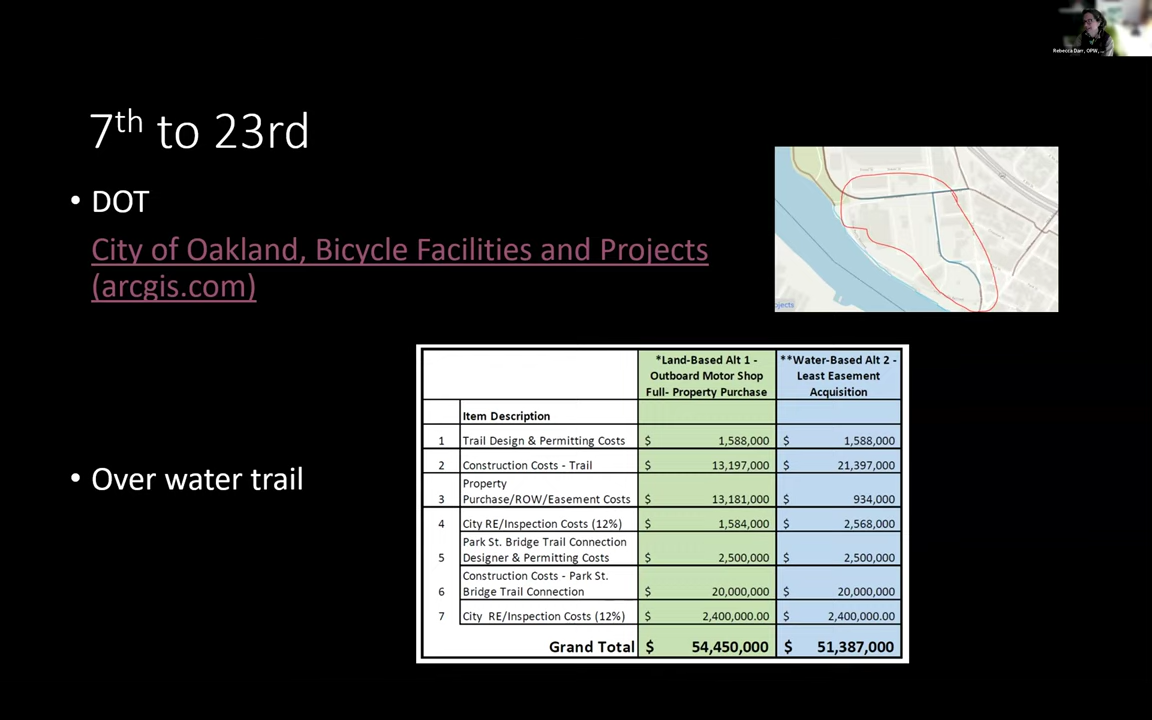 Rebecca Darr, OPW, ...
7th to 23rd
• DOT
City of Oakland, Bicycle Facilities and Projects
(arcgis.com)
ojects
*Land-Based Alt 1 -
Outboard Motor Shop
Full- Property Purchase
**Water-Based Alt 2 -
Least Easement
Acquisition
Item Description
1 Trail Design & Permitting Costs $ 1,588,000 $ 1,588,000
2 Construction Costs - Trail $ 13,197,000 $ 21,397,000
3 Property
Purchase/ROW/Easement Costs $ 13,181,000 $ 934,000
4 City RE/Inspection Costs (12%) $ 1,584,000 $ 2,568,000
5 Park St. Bridge Trail Connection
Designer & Permitting Costs $ 2,500,000 $ 2,500,000
6 Construction Costs - Park St.
Bridge Trail Connection $ 20,000,000 $ 20,000,000
7 City RE/Inspection Costs (12%) $ 2,400,000.00 $ 2,400,000.00
Grand Total $ 54,450,000 $ 51,387,000
• Over water trail